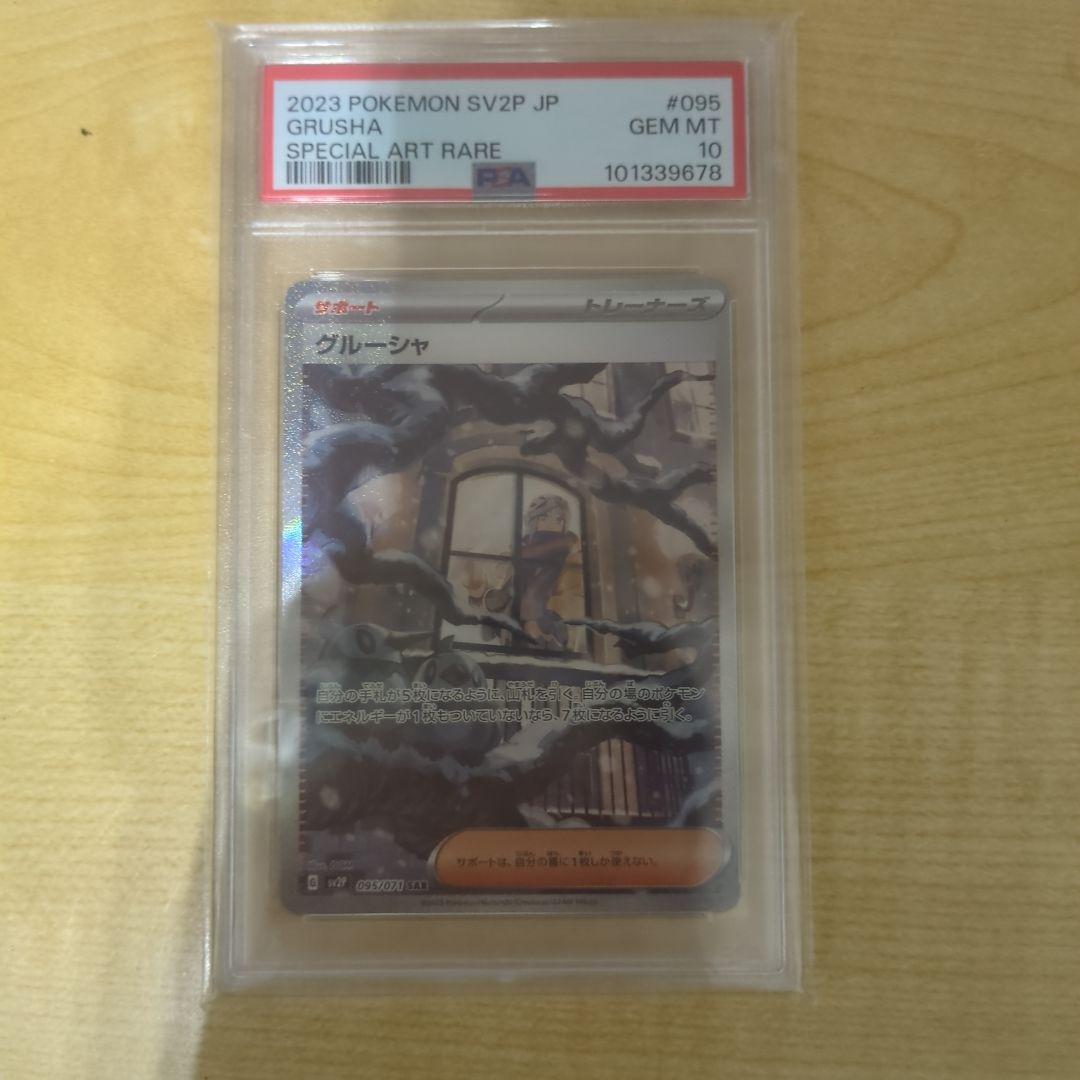 2023 POKEMON SV2P JP #095
GRUSHA GEM MT
SPECIAL ART RARE 10
PSA 101339678
サポート トレーナーズ
グルーシャ
自分の手札が5枚になるように、山札を引く。自分の場のポケモン
にエネルギーが1枚もついていないなら、7枚になるように引く。
サポートは、自分の番に1枚しか使えない。
G SV2P 095/071 SAR